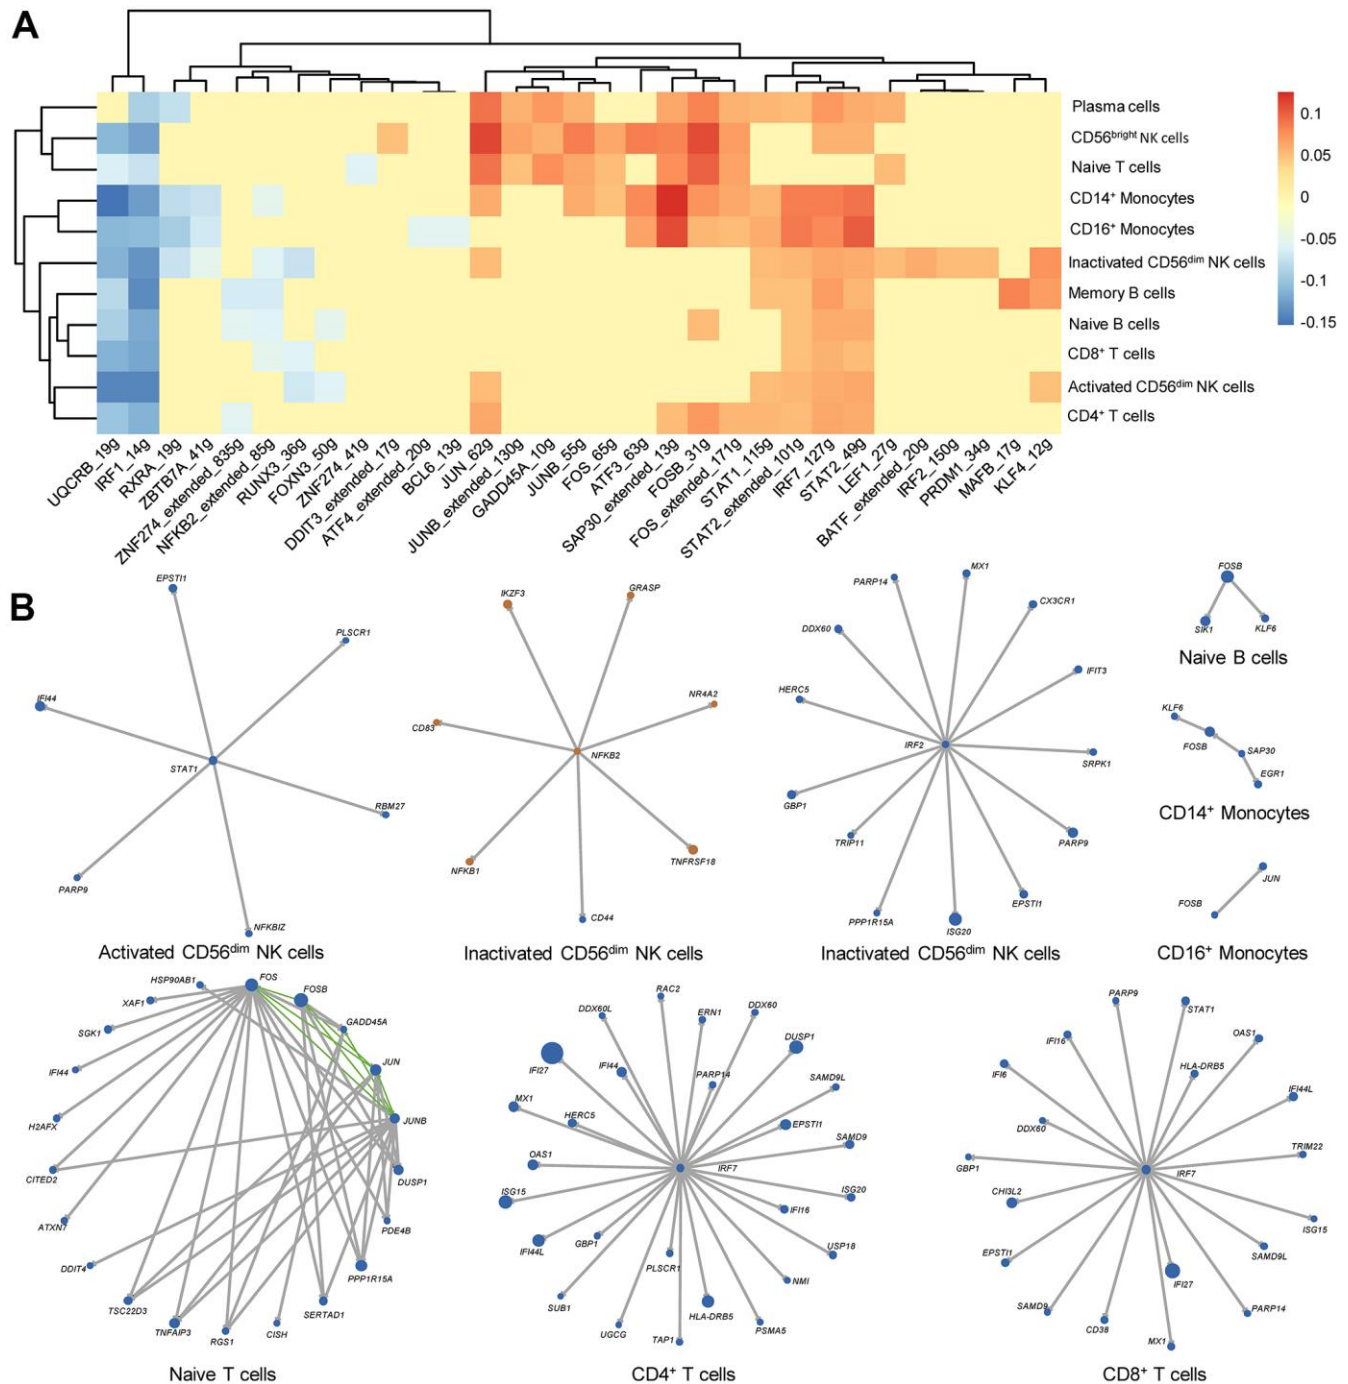 A
Plasma cells
CD56bright NK cells
Naive T cells
CD14+ Monocytes
CD16+ Monocytes
Inactivated CD56dim NK cells
Memory B cells
Naive B cells
CD8+ T cells
Activated CD56dim NK cells
CD4+ T cells
0.1
0.05
0
-0.05
-0.1
-0.15
UQCRB_19g
IRF1_14g
RXRA_19g
ZBTB7A_41g
ZNF274_extended_835g
NFKB2_extended_85g
RUNX3_36g
FOXN3_50g
ZNF274_41g
DDIT3_extended_17g
ATF4_extended_20g
BCL6_13g
JUN_62g
JUNB_extended_130g
GADD45A_10g
JUNB_55g
FOS_65g
ATF3_63g
SAP30_extended_13g
FOSB_31g
FOS_extended_171g
STAT1_115g
STAT2_extended_101g
IRF7_127g
STAT2_49g
LEF1_27g
BATF_extended_20g
IRF2_150g
PRDM1_34g
MAFB_17g
KLF4_12g
B
EPSTI1
PLSCR1
IFI44
STAT1
RBM27
PARP9
NFKBIZ
Activated CD56dim NK cells
IKZF3
GRASP
NR4A2
CD83
NFKB2
NFKB1
TNFRSF18
CD44
Inactivated CD56dim NK cells
MX1
PARP14
CX3CR1
DDX60
IFIT3
HERC5
IRF2
SRPK1
GBP1
TRIP11
PARP9
EPSTI1
PPP1R15A
ISG20
Inactivated CD56dim NK cells
FOSB
SIK1
KLF6
Naive B cells
KLF6
FOSB
SAP30
EGR1
CD14+ Monocytes
JUN
FOSB
CD16+ Monocytes
HSP90AB1
FOS
FOSB
XAF1
GADD45A
SGK1
JUN
IFI44
JUNB
H2AFX
CITED2
DUSP1
ATXN7
PDE4B
DDIT4
PPP1R15A
TSC22D3
SERTAD1
TNFAIP3
RGS1
CISH
Naive T cells
RAC2
DDX60L
ERN1
DDX60
DUSP1
IFI27
IFI44
PARP14
SAMD9L
MX1
HERC5
EPSTI1
SAMD9
OAS1
IRF7
ISG15
ISG20
IFI16
IFI44L
GBP1
USP18
PLSCR1
NMI
SUB1
HLA-DRB5
UGCG
TAP1
PSMA5
CD4+ T cells
PARP9
STAT1
IFI16
OAS1
IFI6
HLA-DRB5
IFI44L
DDX60
TRIM22
GBP1
IRF7
CHI3L2
ISG15
EPSTI1
SAMD9L
IFI27
SAMD9
CD38
PARP14
MX1
CD8+ T cells